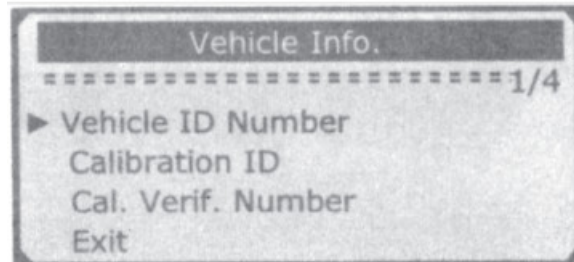 Vehicle Info.
========================1/4
► Vehicle ID Number
Calibration ID
Cal. Verif. Number
Exit